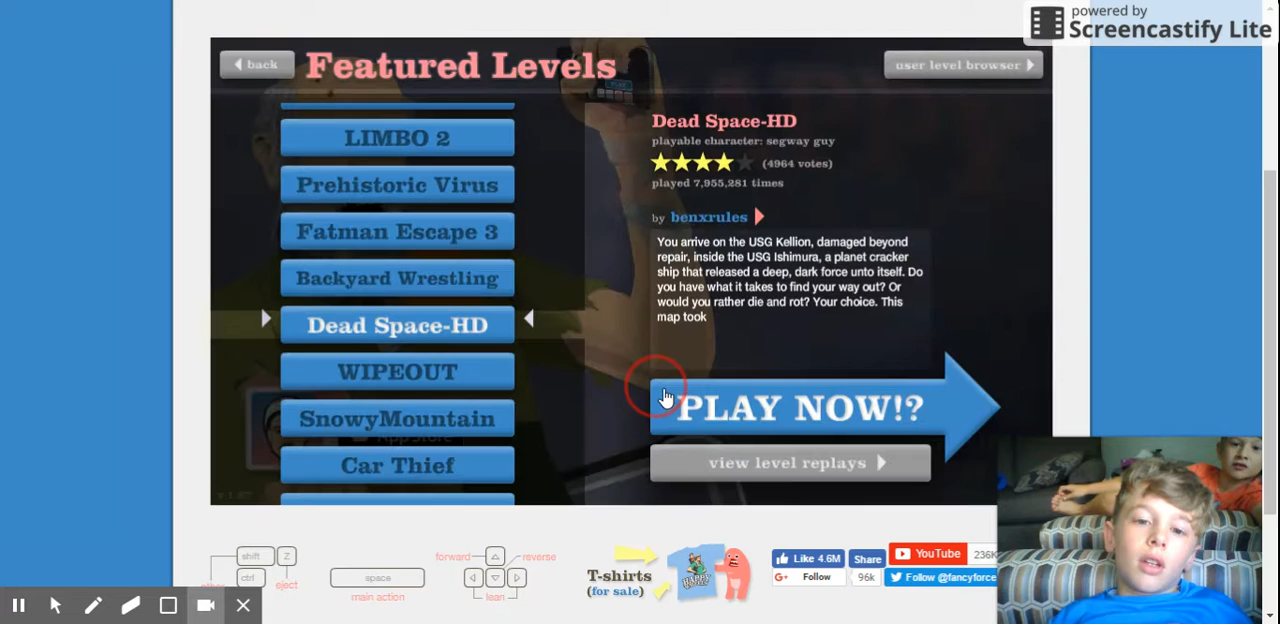 powered by
Screencastify Lite
back
Featured Levels
user level browser
LIMBO 2
Prehistoric Virus
Fatman Escape 3
Backyard Wrestling
Dead Space-HD
WIPEOUT
SnowyMountain
Car Thief
Dead Space-HD
playable character: segway guy
(4964 votes)
played 7,955,281 times
by benxrules
You arrive on the USG Kellion, damaged beyond
repair, inside the USG Ishimura, a planet cracker
ship that released a deep, dark force unto itself. Do
you have what it takes to find your way out? Or
would you rather die and rot? Your choice. This
map took
PLAY NOW!?
view level replays
App Store
shift
Z
ctrl
eject
space
main action
forward
reverse
lean
T-shirts
(for sale)
HAPPY
Like 4.6M
Share
YouTube
236K
G+ Follow
96k
Follow @fancyforce